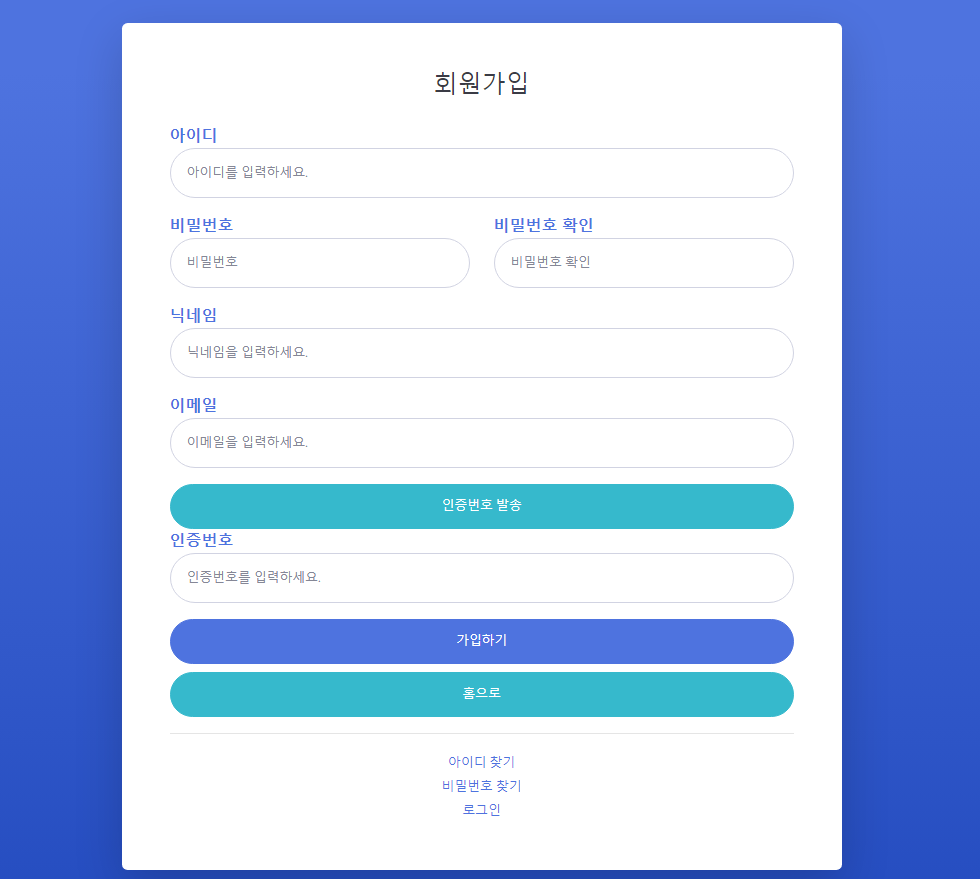 회원가입
아이디
아이디를 입력하세요.
비밀번호 비밀번호 확인
비밀번호 비밀번호 확인
닉네임
닉네임을 입력하세요.
이메일
이메일을 입력하세요.
인증번호 발송
인증번호
인증번호를 입력하세요.
가입하기
홈으로
아이디 찾기
비밀번호 찾기
로그인